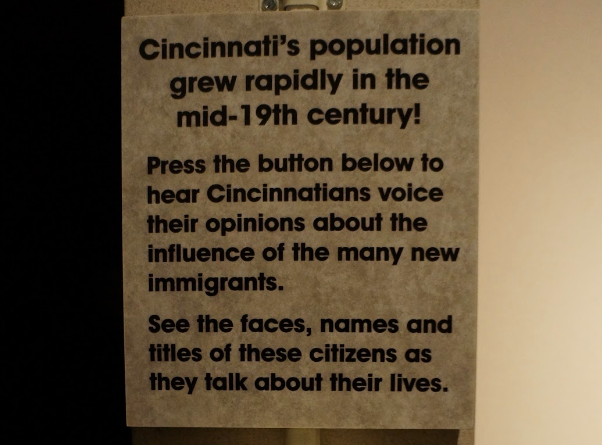 Cincinnati's population
grew rapidly in the
mid-19th century!
Press the button below to
hear Cincinnatians voice
their opinions about the
influence of the many new
immigrants.
See the faces, names and
titles of these citizens as
they talk about their lives.